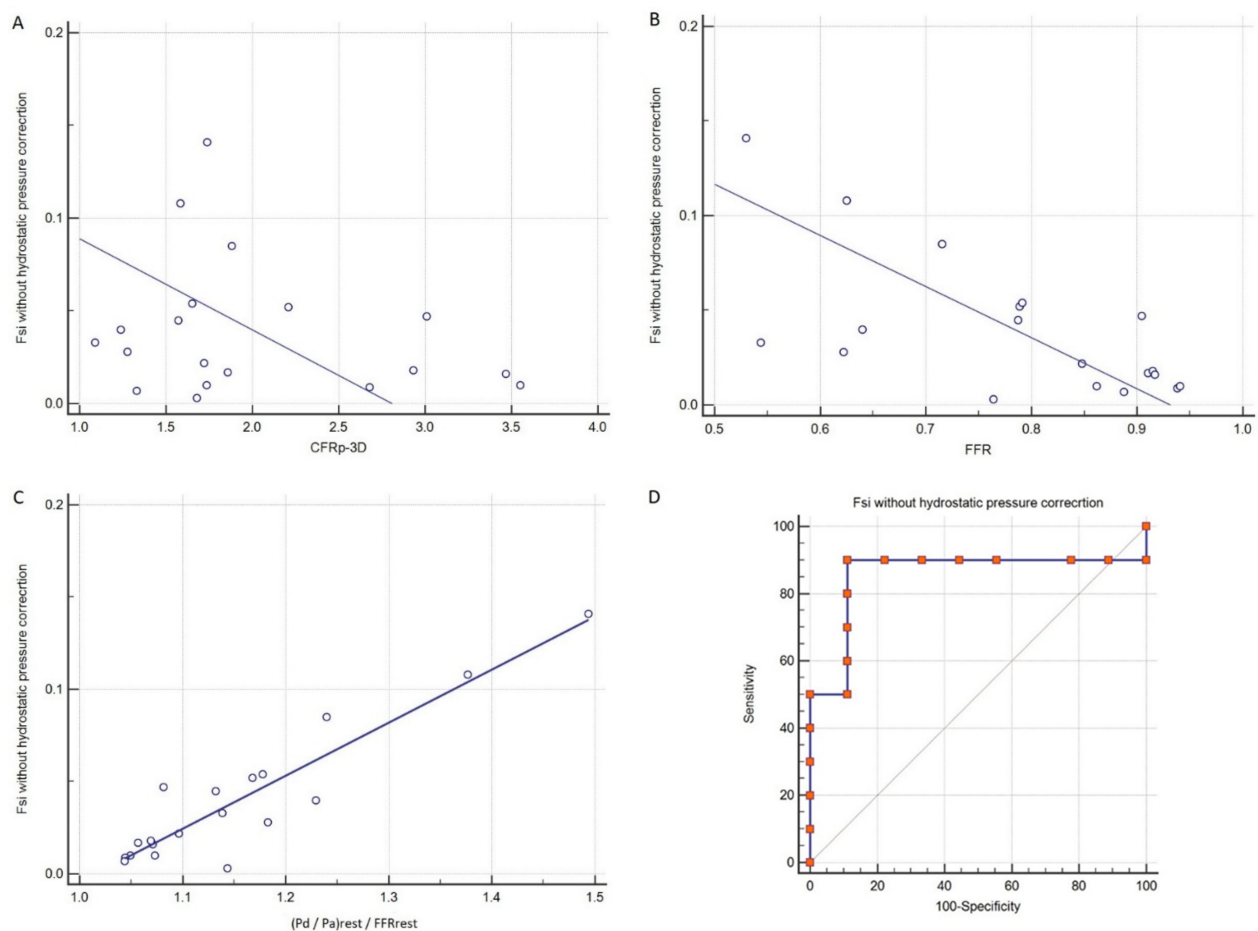 A
0.2
0.1
0.0
Fsi without hydrostatic pressure correcrtion
1.0 1.5 2.0 2.5 3.0 3.5 4.0
CFRp-3D
B
0.2
0.1
0.0
Fsi without hydrostatic pressure correcrtion
0.5 0.6 0.7 0.8 0.9 1.0
FFR
C
0.2
0.1
0.0
Fsi without hydrostatic pressure correcrtion
1.0 1.1 1.2 1.3 1.4 1.5
(Pd / Pa)rest / FFRrest
D
Fsi without hydrostatic pressure correcrtion
100
80
60
40
20
0
Sensitivity
0 20 40 60 80 100
100-Specificity